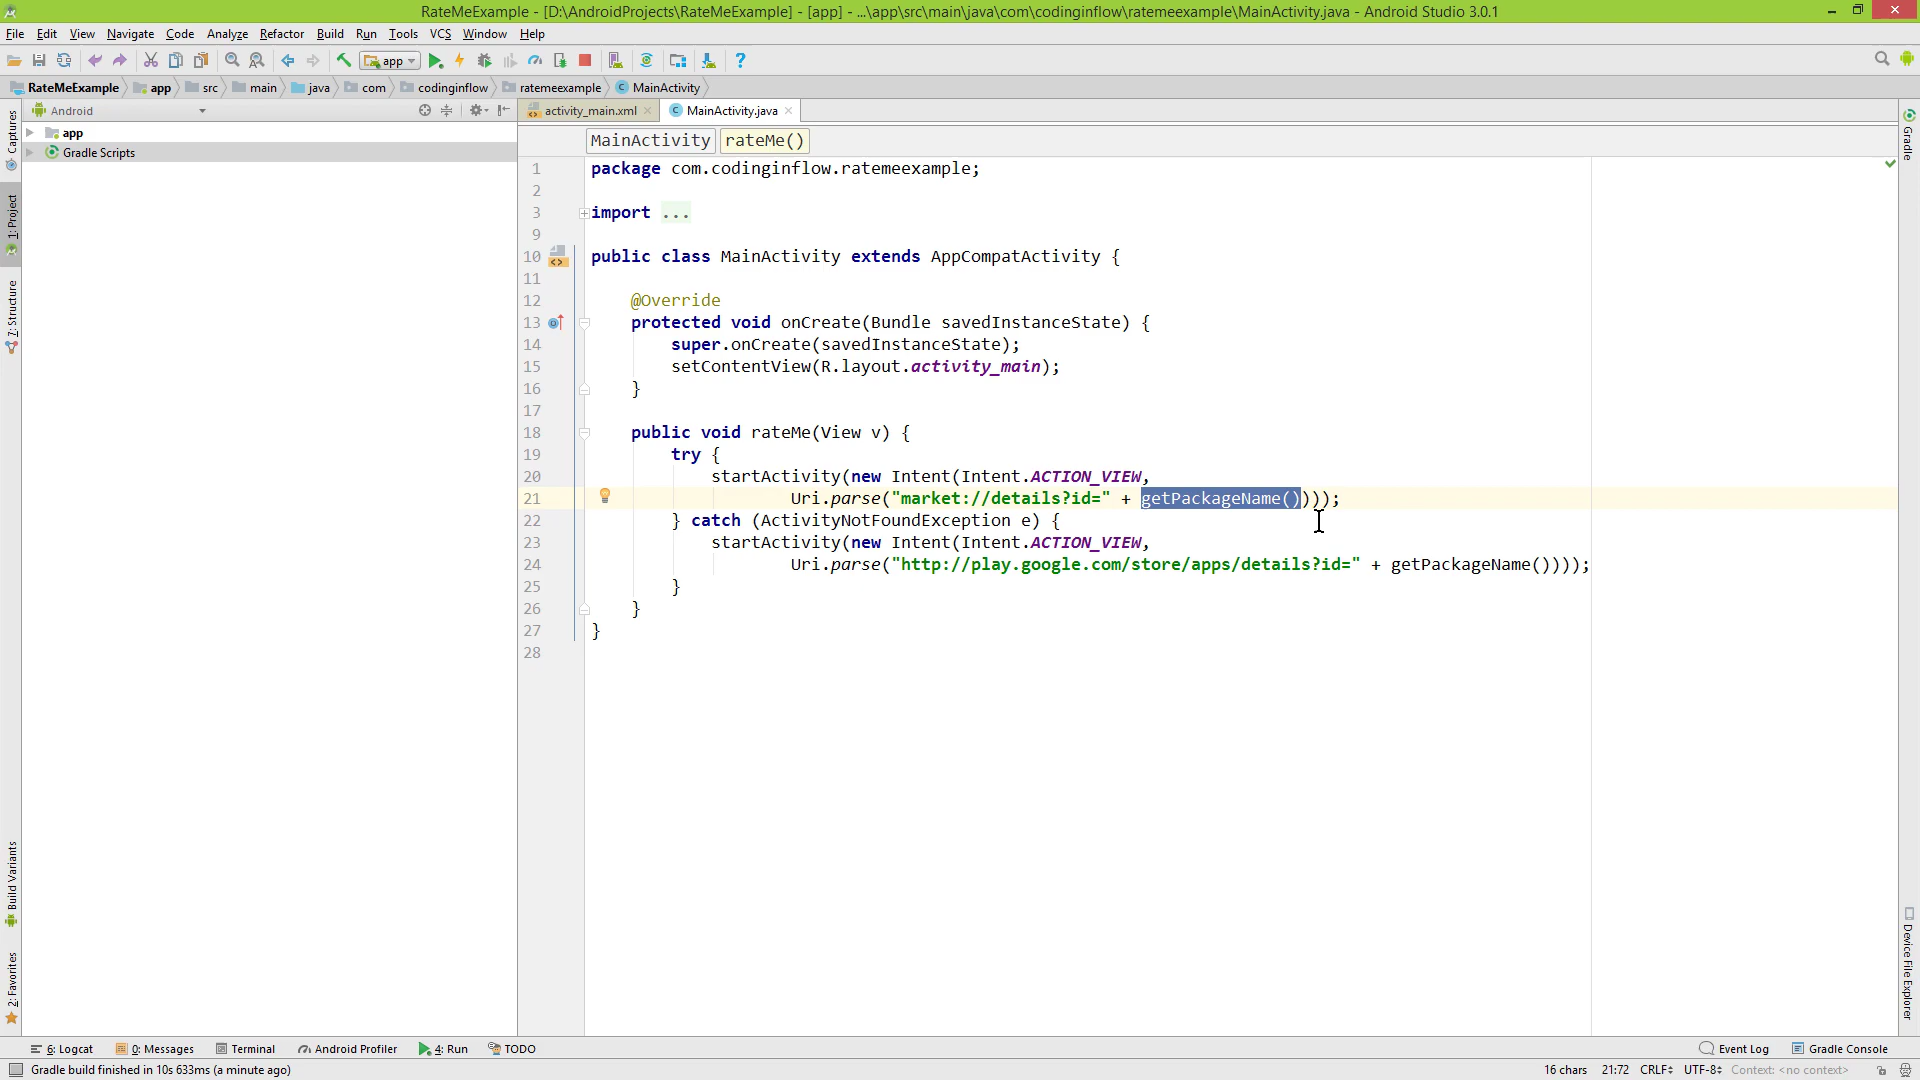 RateMeExample - [D:\AndroidProjects\RateMeExample] - [app] - ...\app\src\main\java\com\codinginflow\ratemeexample\MainActivity.java - Android Studio 3.0.1
File Edit View Navigate Code Analyze Refactor Build Run Tools VCS Window Help
app
RateMeExample app src main java com codinginflow ratemeexample MainActivity
Android
activity_main.xml MainActivity.java
MainActivity rateMe()
app
Gradle Scripts
Captures
1: Project
7: Structure
Build Variants
2: Favorites
Gradle
Device File Explorer
1 package com.codinginflow.ratemeexample;
2
3 import ...
9
10 public class MainActivity extends AppCompatActivity {
11
12 @Override
13 protected void onCreate(Bundle savedInstanceState) {
14 super.onCreate(savedInstanceState);
15 setContentView(R.layout.activity_main);
16 }
17
18 public void rateMe(View v) {
19 try {
20 startActivity(new Intent(Intent.ACTION_VIEW,
21 Uri.parse("market://details?id=" + getPackageName())));
22 } catch (ActivityNotFoundException e) {
23 startActivity(new Intent(Intent.ACTION_VIEW,
24 Uri.parse("http://play.google.com/store/apps/details?id=" + getPackageName())));
25 }
26 }
27 }
28
6: Logcat 0: Messages Terminal Android Profiler 4: Run TODO Event Log Gradle Console
Gradle build finished in 10s 633ms (a minute ago) 16 chars 21:72 CRLF UTF-8 Context: <no context>